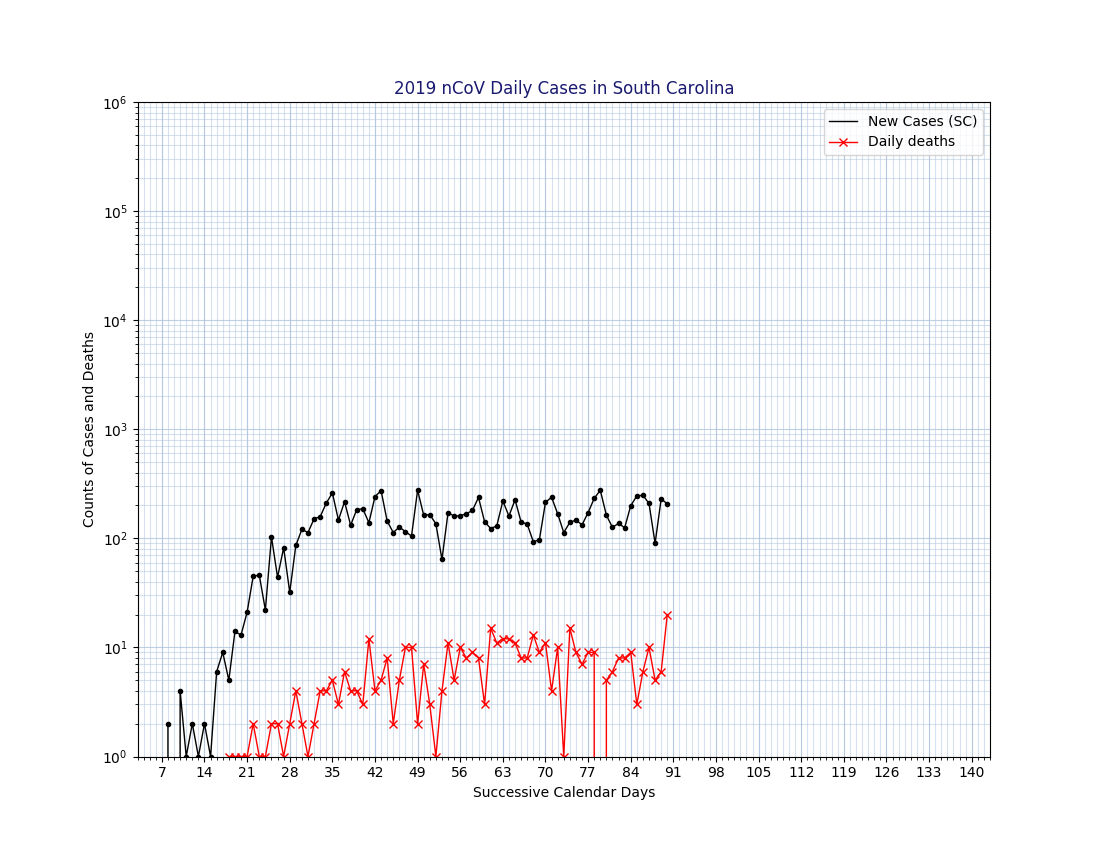 2019 nCoV Daily Cases in South Carolina
New Cases (SC)
Daily deaths
Counts of Cases and Deaths
10^6
10^5
10^4
10^3
10^2
10^1
10^0
7 14 21 28 35 42 49 56 63 70 77 84 91 98 105 112 119 126 133 140
Successive Calendar Days